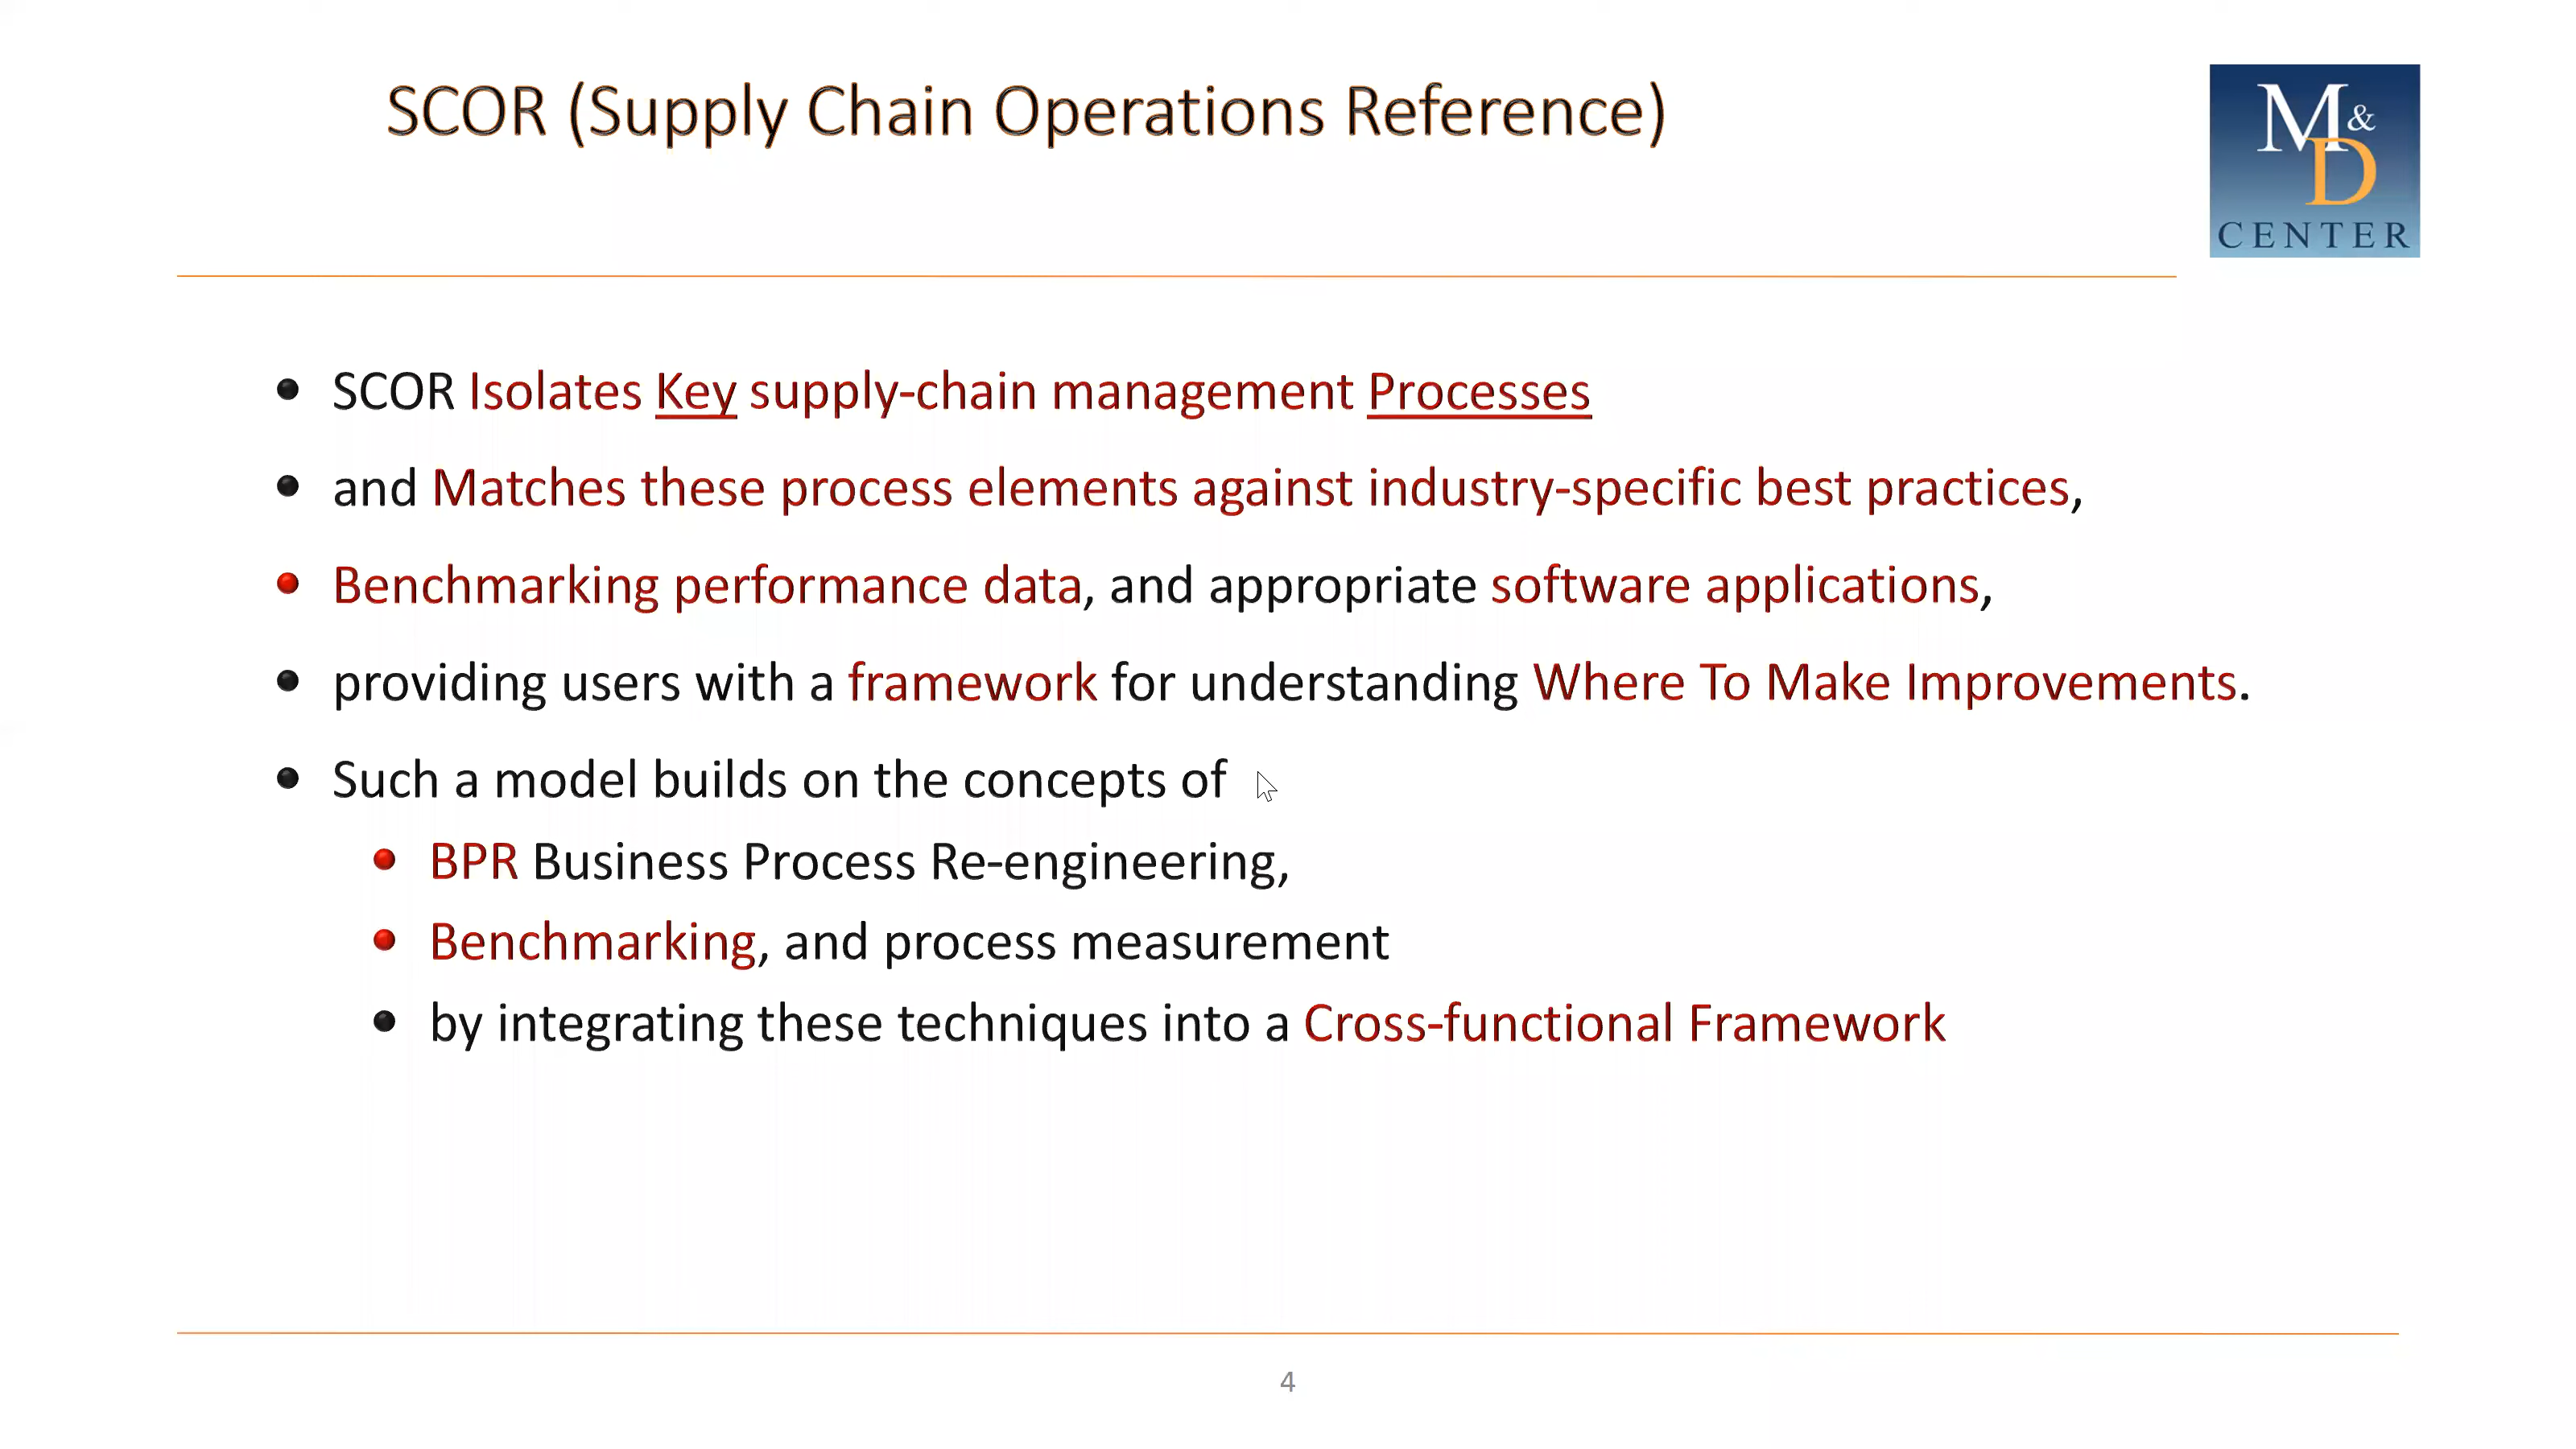 SCOR (Supply Chain Operations Reference)
M&D
CENTER
SCOR Isolates Key supply-chain management Processes
and Matches these process elements against industry-specific best practices,
Benchmarking performance data, and appropriate software applications,
providing users with a framework for understanding Where To Make Improvements.
Such a model builds on the concepts of
BPR Business Process Re-engineering,
Benchmarking, and process measurement
by integrating these techniques into a Cross-functional Framework
4